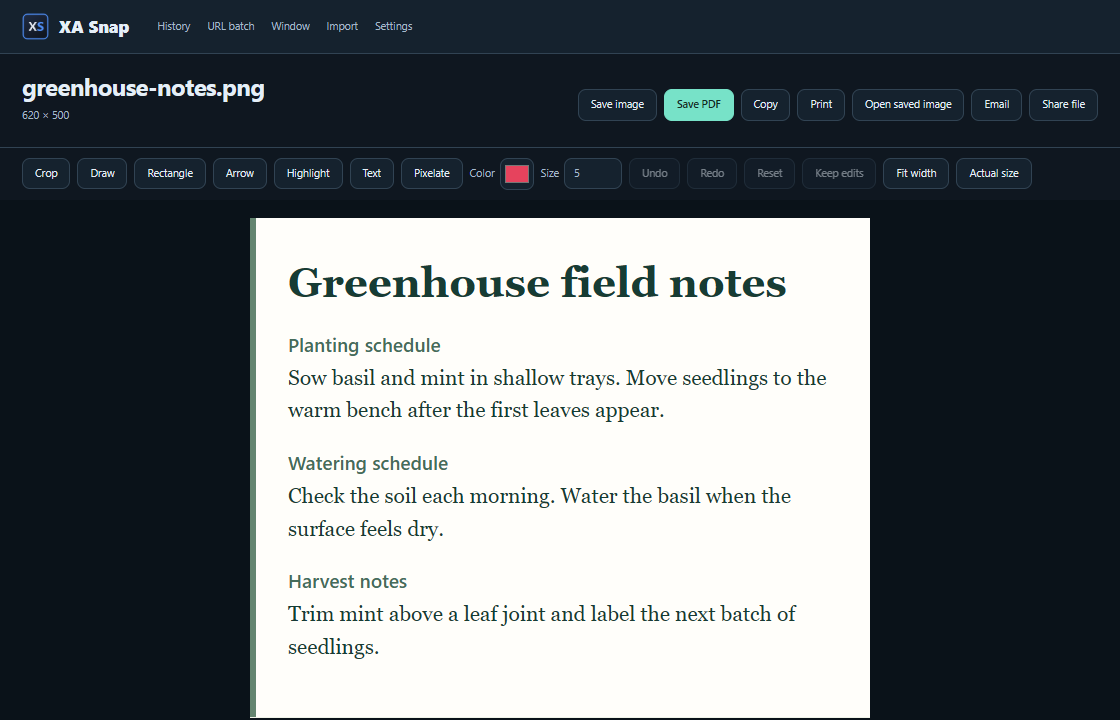 XS XA Snap History URL batch Window Import Settings
greenhouse-notes.png
620 × 500
Save image Save PDF Copy Print Open saved image Email Share file
Crop Draw Rectangle Arrow Highlight Text Pixelate Color Size 5 Undo Redo Reset Keep edits Fit width Actual size
Greenhouse field notes
Planting schedule
Sow basil and mint in shallow trays. Move seedlings to the
warm bench after the first leaves appear.
Watering schedule
Check the soil each morning. Water the basil when the
surface feels dry.
Harvest notes
Trim mint above a leaf joint and label the next batch of
seedlings.